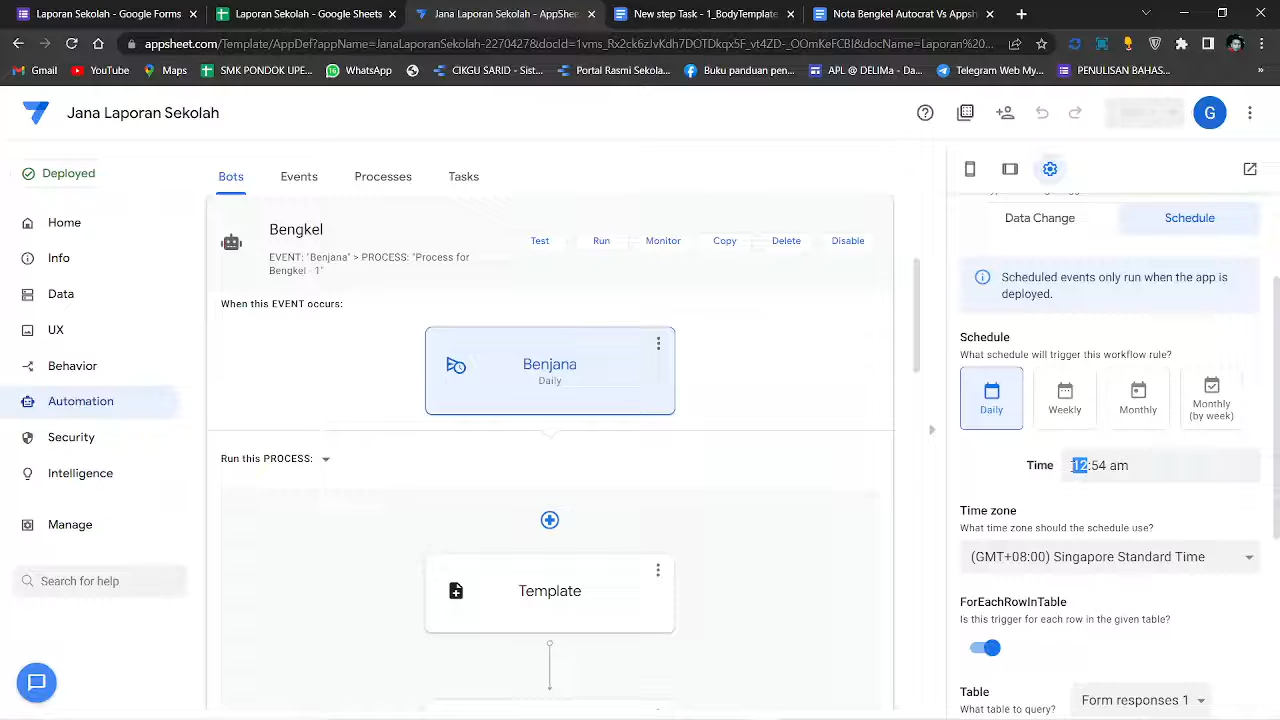 Laporan Sekolah - Google Forms
Laporan Sekolah - Google Sheets
Jana Laporan Sekolah - AppShee
New step Task - 1_BodyTemplate
Nota Bengkel Autocrat Vs Appsh
appsheet.com/Template/AppDef?appName=JanaLaporanSekolah-2270427&docId=1vms_Rx2ck6zJvKdh7DOTDkqx5F_vt4ZD-_OOmKeFCBI&docName=Laporan%20...
Gmail
YouTube
Maps
SMK PONDOK UPE...
WhatsApp
CIKGU SARID - Sist...
Portal Rasmi Sekola...
Buku panduan pen...
APL @ DELIMa - Da...
Telegram Web My...
PENULISAN BAHAS...
»
Jana Laporan Sekolah
G
Deployed
Home
Info
Data
UX
Behavior
Automation
Security
Intelligence
Manage
Search for help
Bots
Events
Processes
Tasks
Bengkel
EVENT: "Benjana" > PROCESS: "Process for
Bengkel - 1"
Test
Run
Monitor
Copy
Delete
Disable
When this EVENT occurs:
Benjana
Daily
Run this PROCESS:
Template
Data Change
Schedule
Scheduled events only run when the app is
deployed.
Schedule
What schedule will trigger this workflow rule?
Daily
Weekly
Monthly
Monthly
(by week)
Time
12:54 am
Time zone
What time zone should the schedule use?
(GMT+08:00) Singapore Standard Time
ForEachRowInTable
Is this trigger for each row in the given table?
Table
What table to query?
Form responses 1